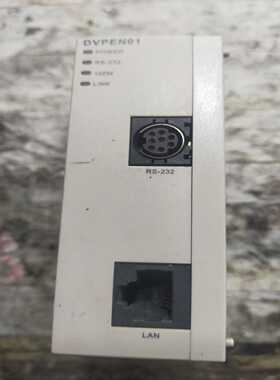 DVPEN01
POWER
RS-232
100M
LINK
RS-232
LAN